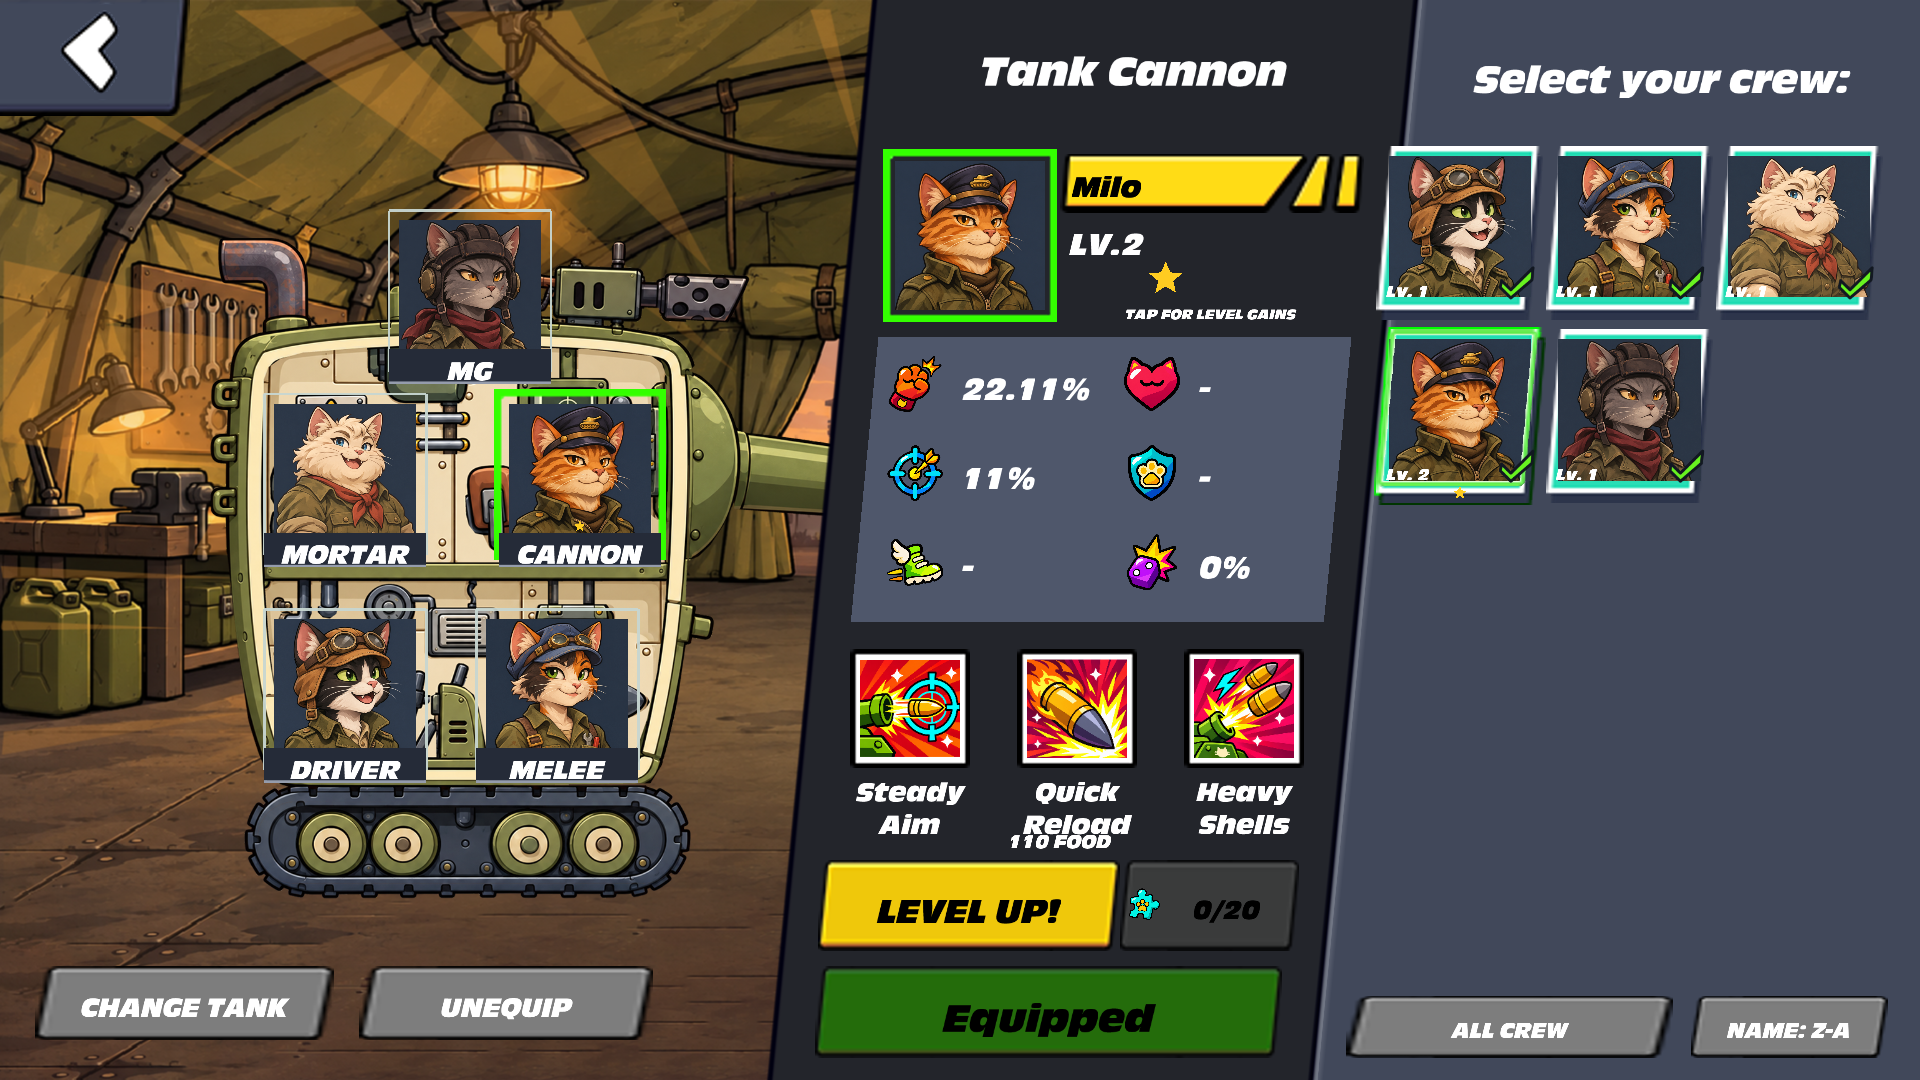 Tank Cannon
Select your crew:
Milo
LV.2
TAP FOR LEVEL GAINS
MG
MORTAR
CANNON
DRIVER
MELEE
22.11%
-
11%
-
-
0%
Steady
Aim
Quick
Reload
Heavy
Shells
110 FOOD
LEVEL UP!
0/20
Equipped
CHANGE TANK
UNEQUIP
Lv. 1
Lv. 1
Lv. 1
Lv. 2
Lv. 1
ALL CREW
NAME: Z-A